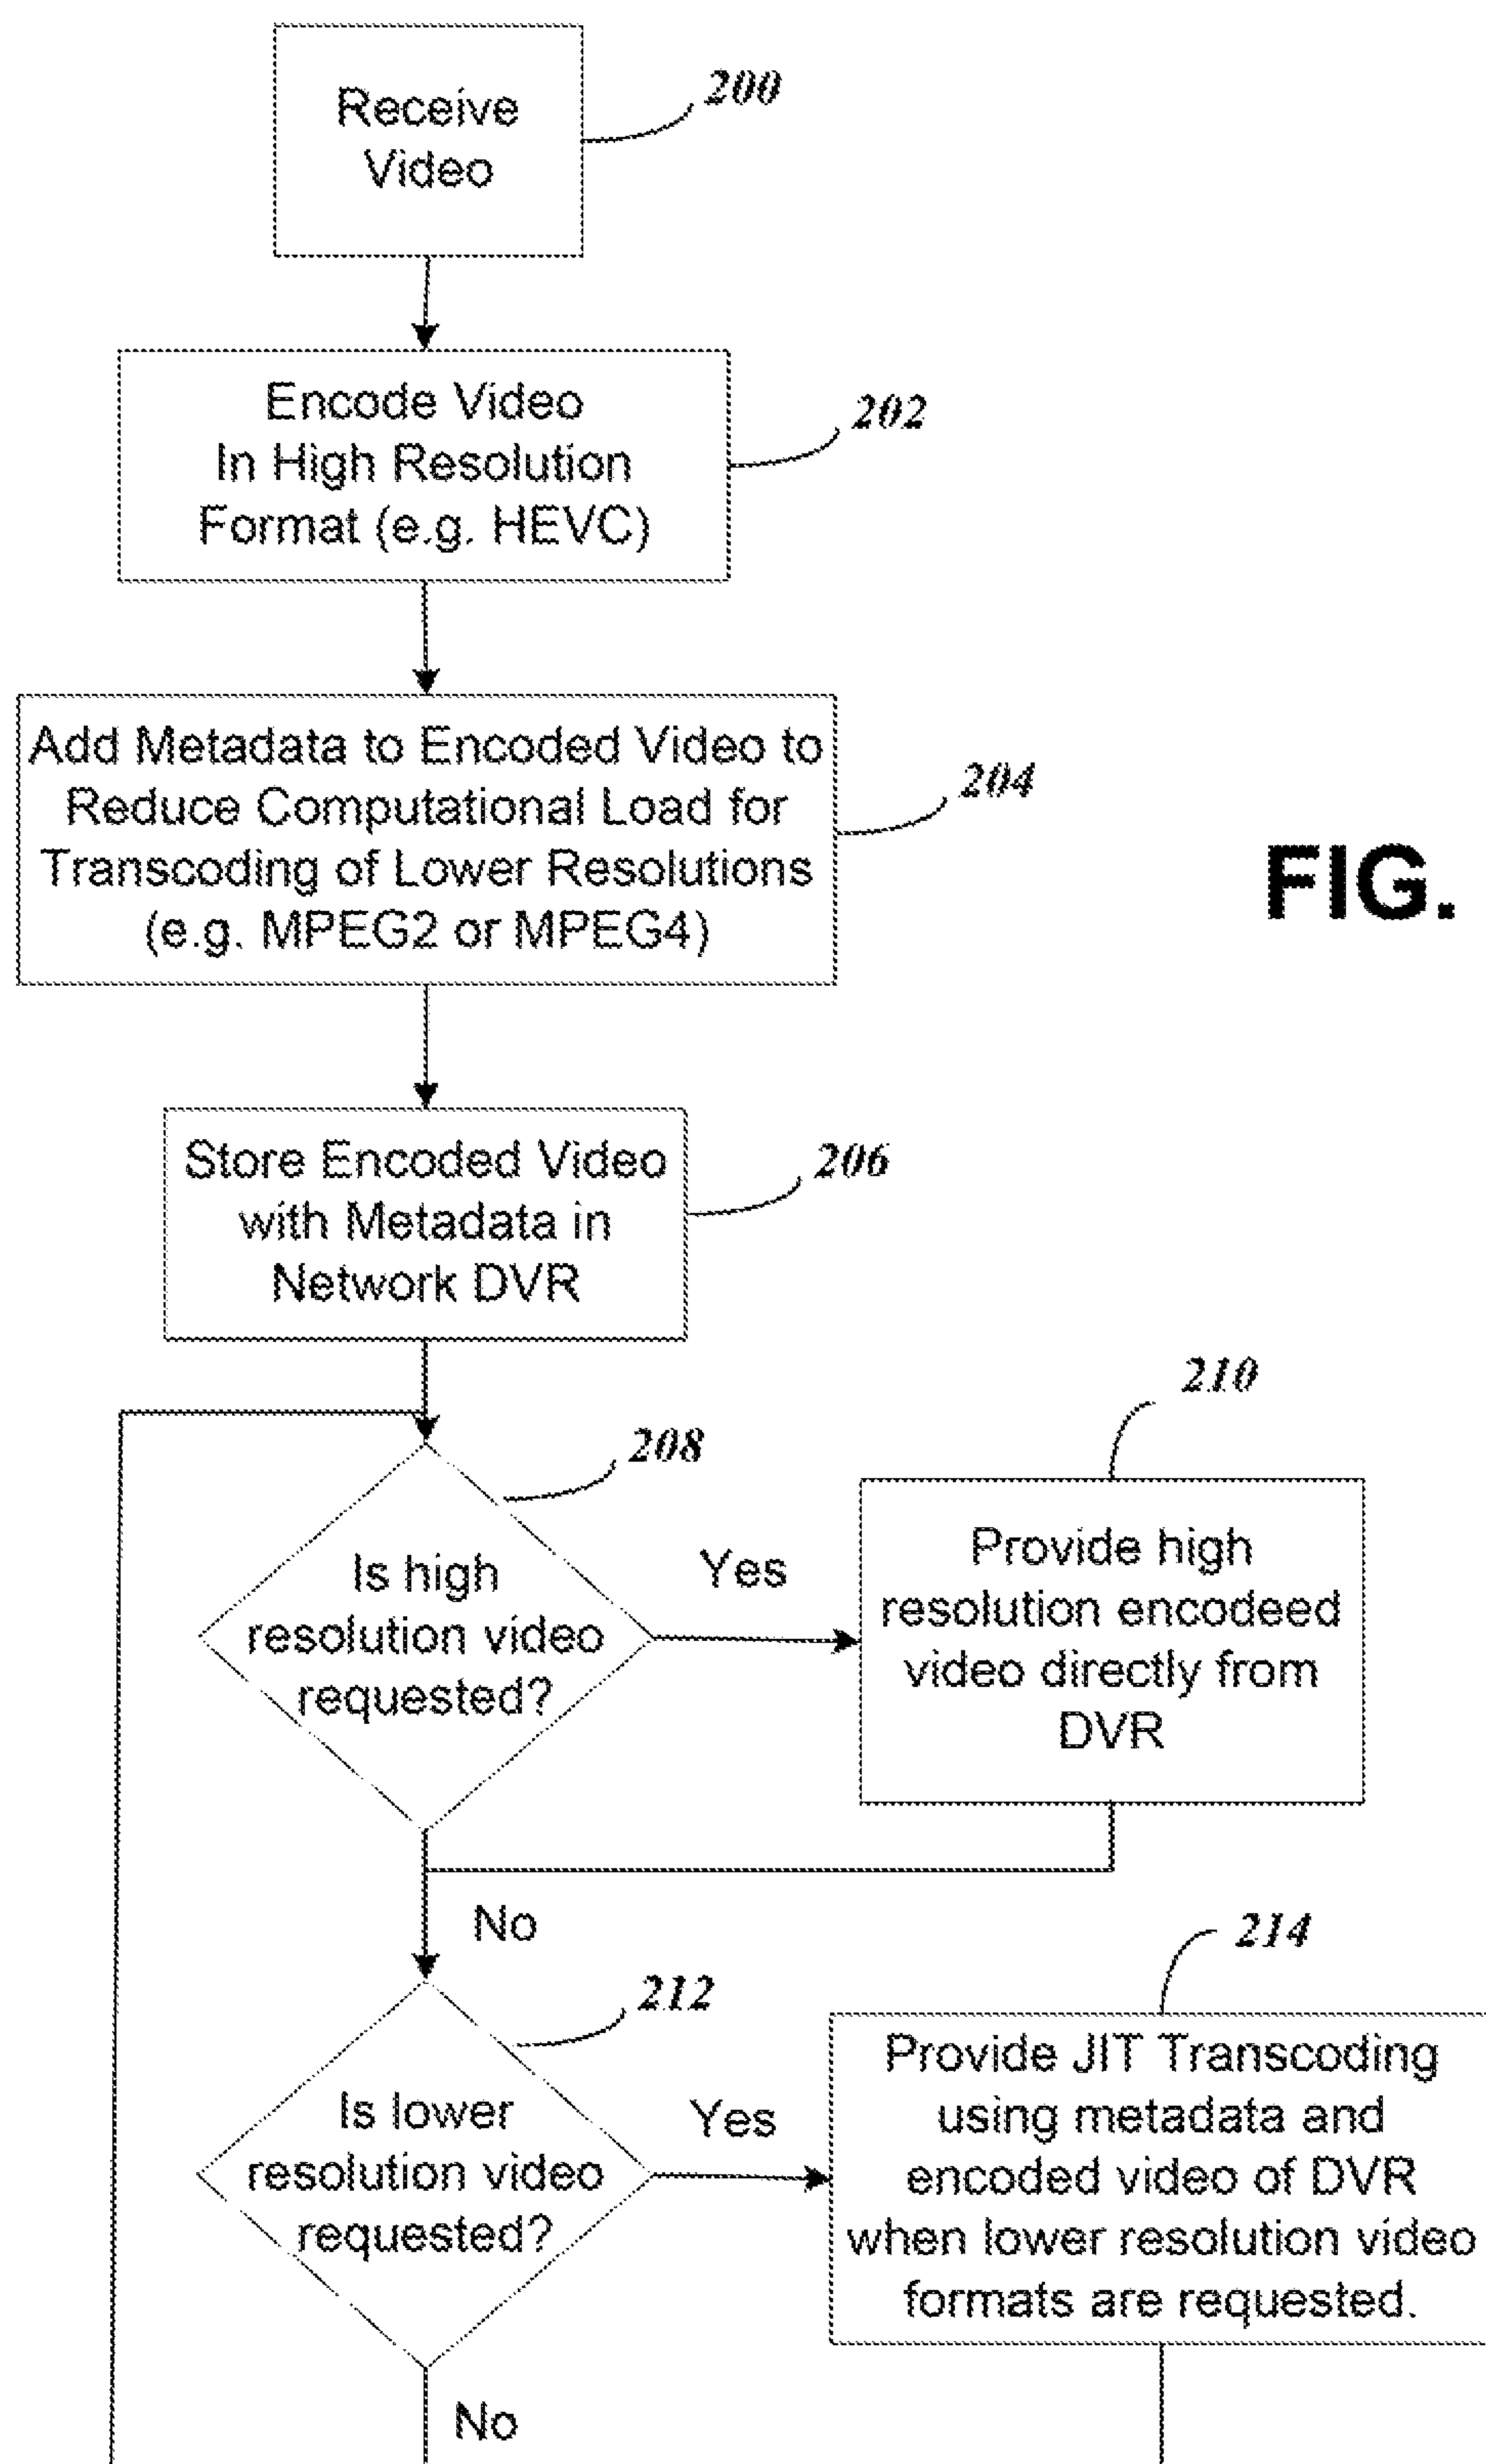 Receive
Video
200
Encode Video
In High Resolution
Format (e.g. HEVC)
202
Add Metadata to Encoded Video to
Reduce Computational Load for
Transcoding of Lower Resolutions
(e.g. MPEG2 or MPEG4)
204
FIG.
Store Encoded Video
with Metadata in
Network DVR
206
208
Is high
resolution video
requested?
Yes
210
Provide high
resolution encodeed
video directly from
DVR
No
212
Is lower
resolution video
requested?
Yes
214
Provide JIT Transcoding
using metadata and
encoded video of DVR
when lower resolution video
formats are requested.
No